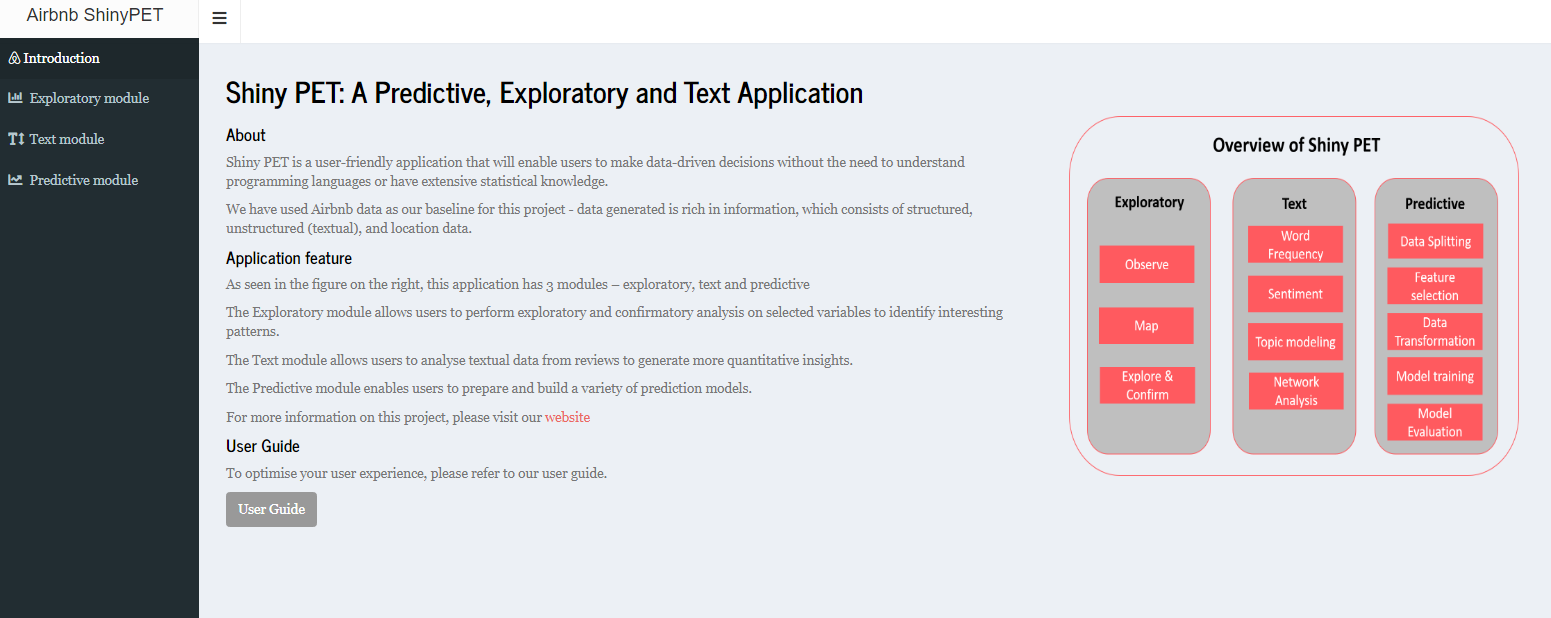 Airbnb ShinyPET
Introduction
Exploratory module
Text module
Predictive module
Shiny PET: A Predictive, Exploratory and Text Application
About
Shiny PET is a user-friendly application that will enable users to make data-driven decisions without the need to understand
programming languages or have extensive statistical knowledge.
We have used Airbnb data as our baseline for this project - data generated is rich in information, which consists of structured,
unstructured (textual), and location data.
Application feature
As seen in the figure on the right, this application has 3 modules – exploratory, text and predictive
The Exploratory module allows users to perform exploratory and confirmatory analysis on selected variables to identify interesting
patterns.
The Text module allows users to analyse textual data from reviews to generate more quantitative insights.
The Predictive module enables users to prepare and build a variety of prediction models.
For more information on this project, please visit our website
User Guide
To optimise your user experience, please refer to our user guide.
User Guide
Overview of Shiny PET
Exploratory
Observe
Map
Explore &
Confirm
Text
Word
Frequency
Sentiment
Topic modeling
Network
Analysis
Predictive
Data Splitting
Feature
selection
Data
Transformation
Model training
Model
Evaluation